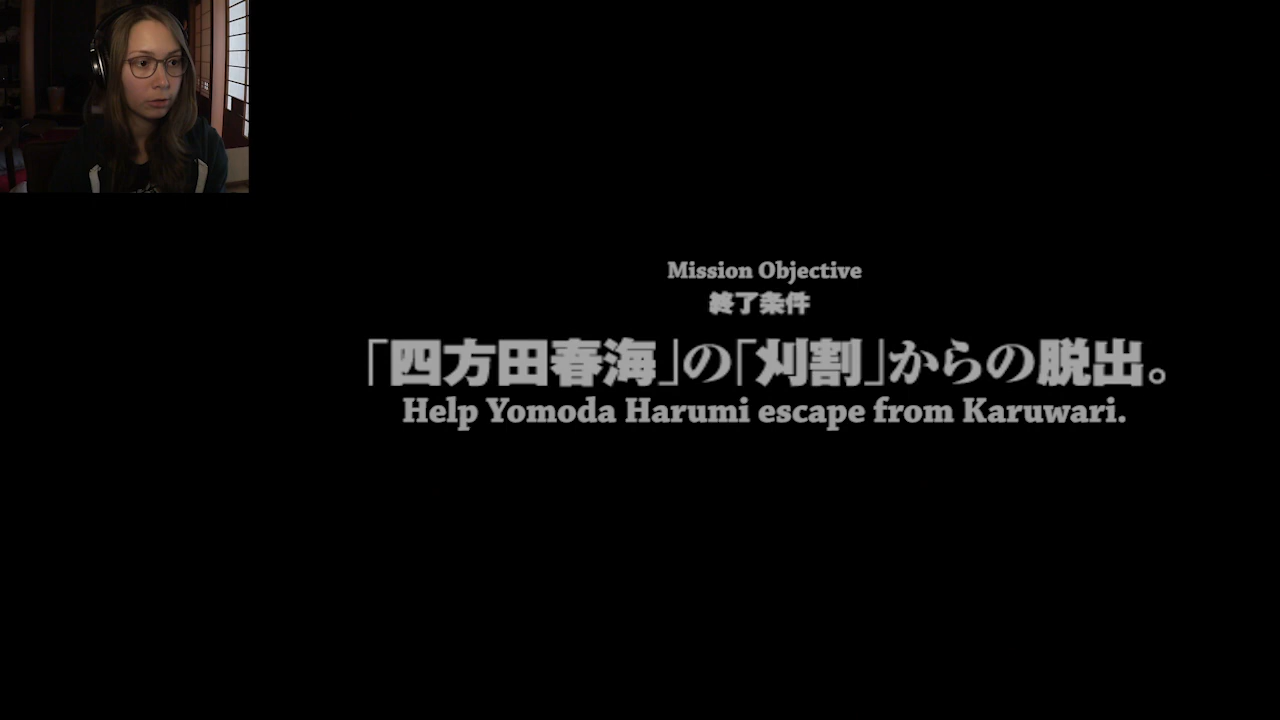 Mission Objective
終了条件
「四方田春海」の「刈割」からの脱出。
Help Yomoda Harumi escape from Karuwari.